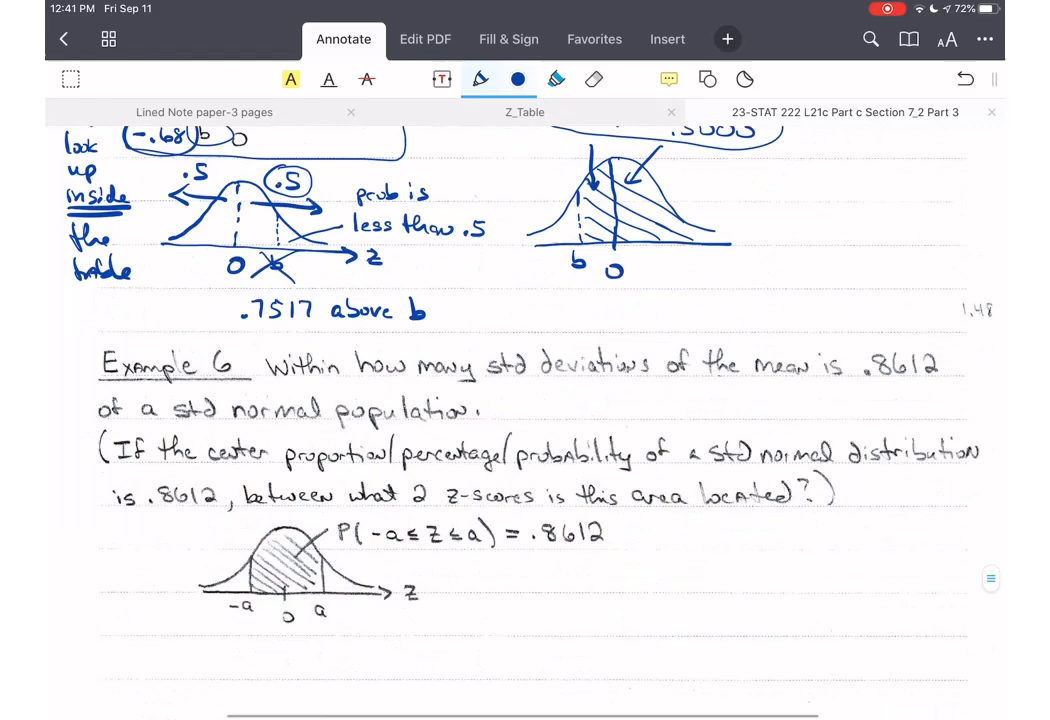 12:41 PM Fri Sep 11
72%
Annotate
Edit PDF
Fill & Sign
Favorites
Insert
Lined Note paper-3 pages
Z_Table
23-STAT 222 L21c Part c Section 7_2 Part 3
look
up
inside
the
table
(-.68) b 0
.5
.5
prob is
less than .5
0 b z
.7517 above b
.5000
b 0
1.48
Example 6 Within how many std deviations of the mean is .8612
of a std normal population.
(If the center proportion/percentage/probability of a std normal distribution
is .8612, between what 2 z-scores is this area located?)
P(-a ≤ z ≤ a) = .8612
-a 0 a z